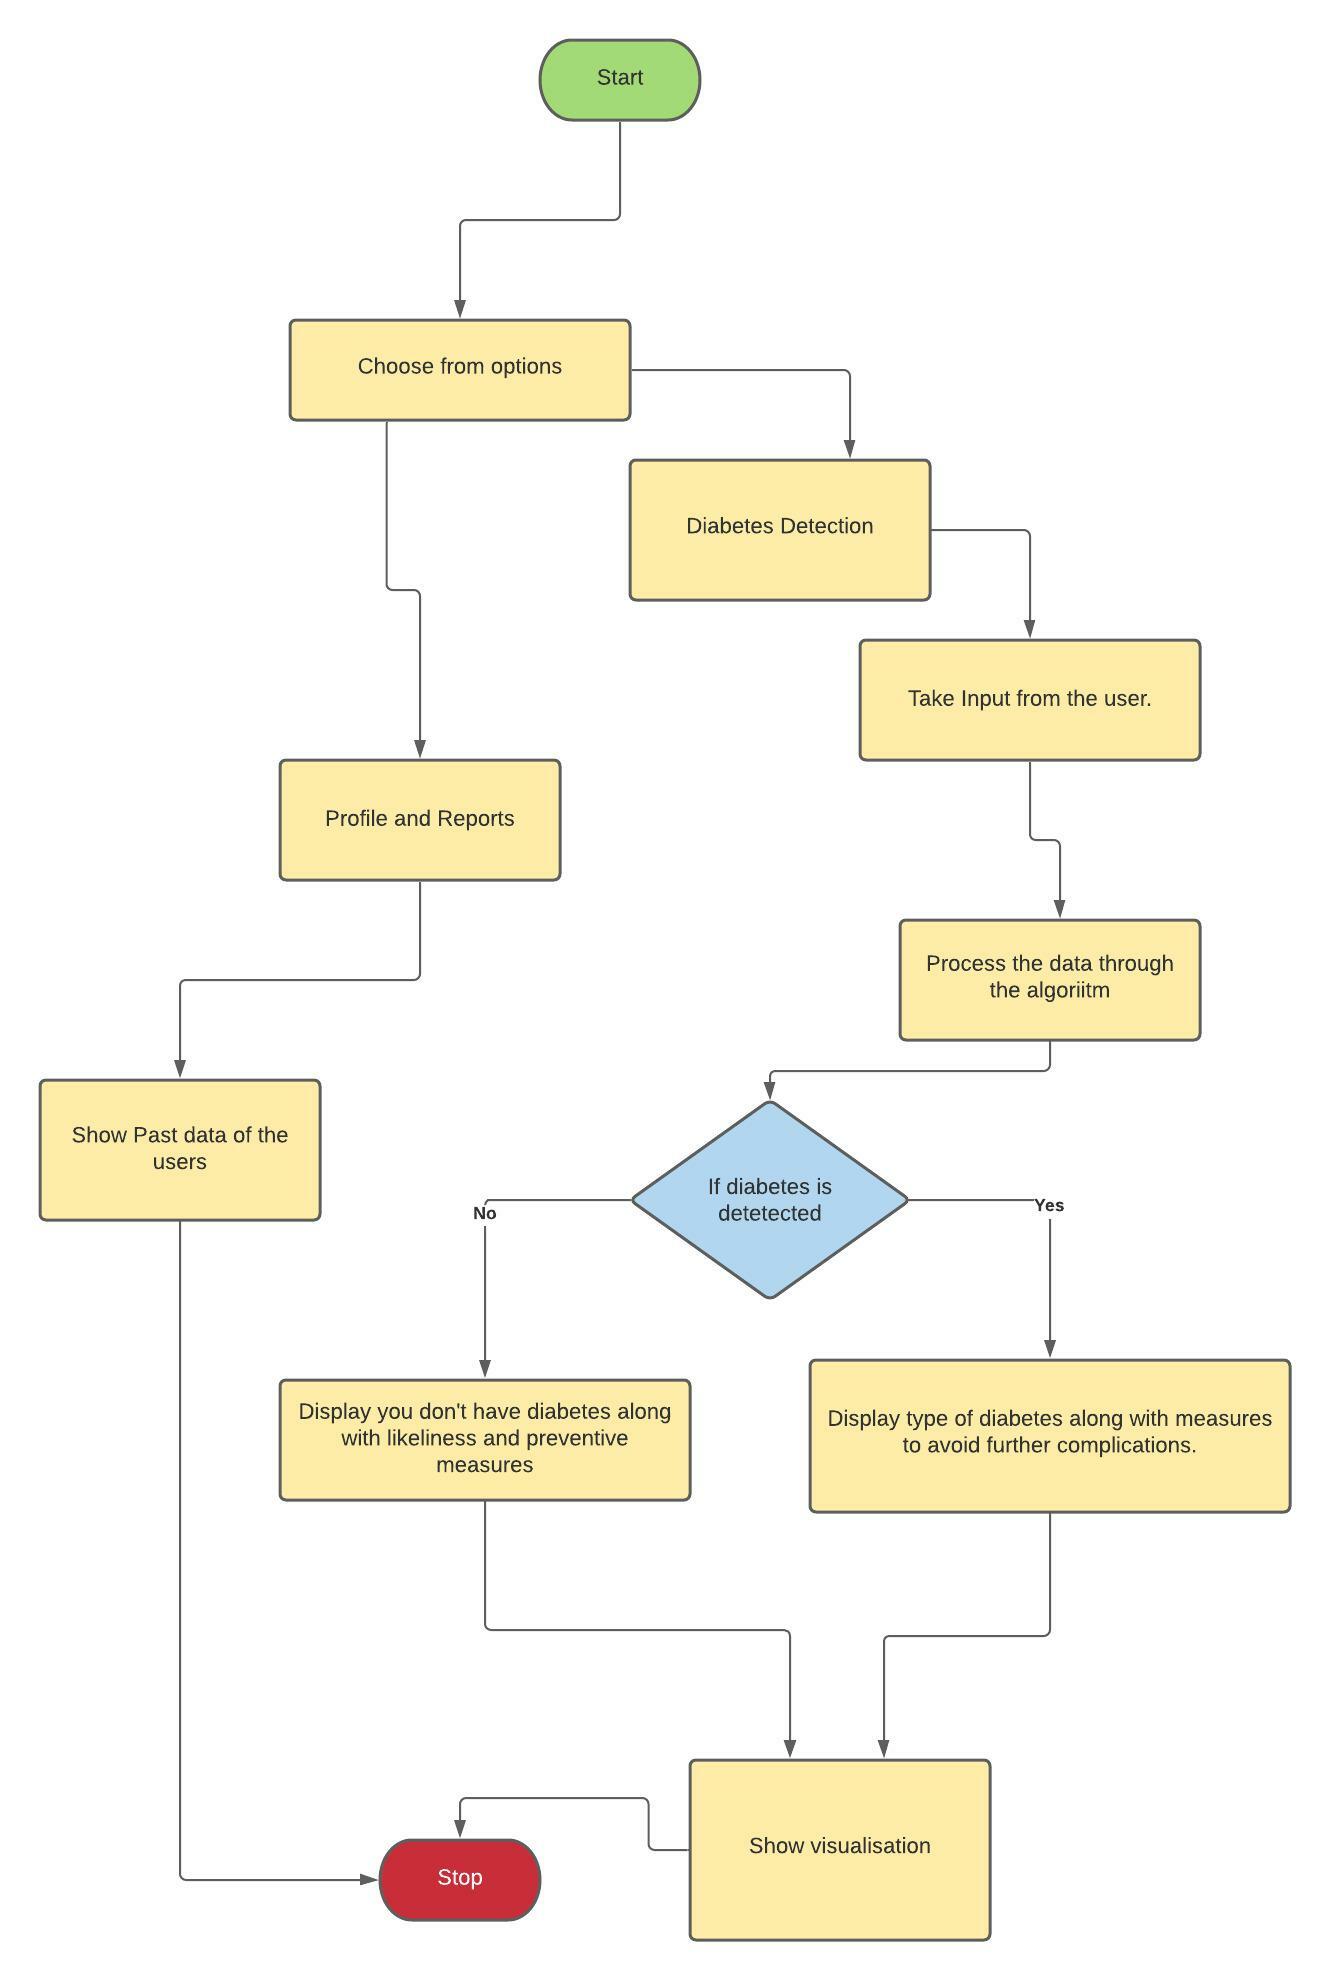 Start
Choose from options
Diabetes Detection
Take Input from the user.
Profile and Reports
Process the data through
the algoriitm
Show Past data of the
users
If diabetes is
detetected
No
Yes
Display you don't have diabetes along
with likeliness and preventive
measures
Display type of diabetes along with measures
to avoid further complications.
Show visualisation
Stop